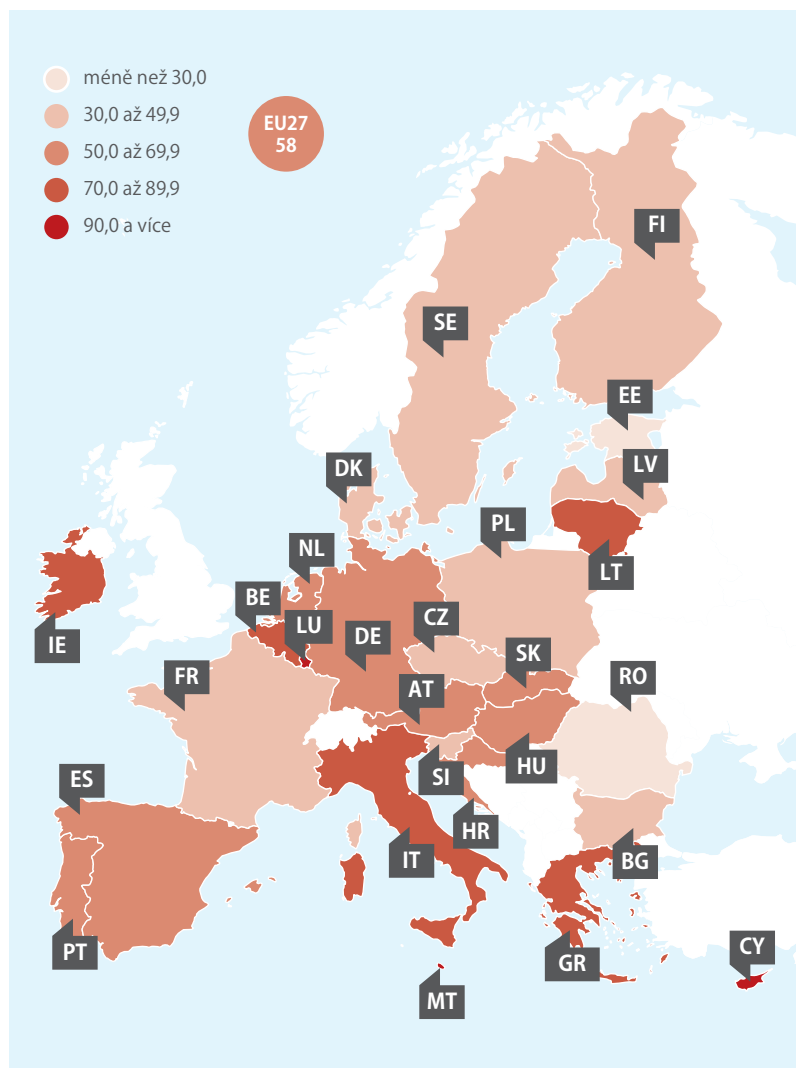 méně než 30,0
30,0 až 49,9
50,0 až 69,9
70,0 až 89,9
90,0 a více
EU27
58
FI
SE
EE
LV
DK
PL
NL
LT
BE
LU
DE
CZ
IE
SK
FR
AT
RO
ES
SI
HU
HR
IT
BG
PT
GR
CY
MT